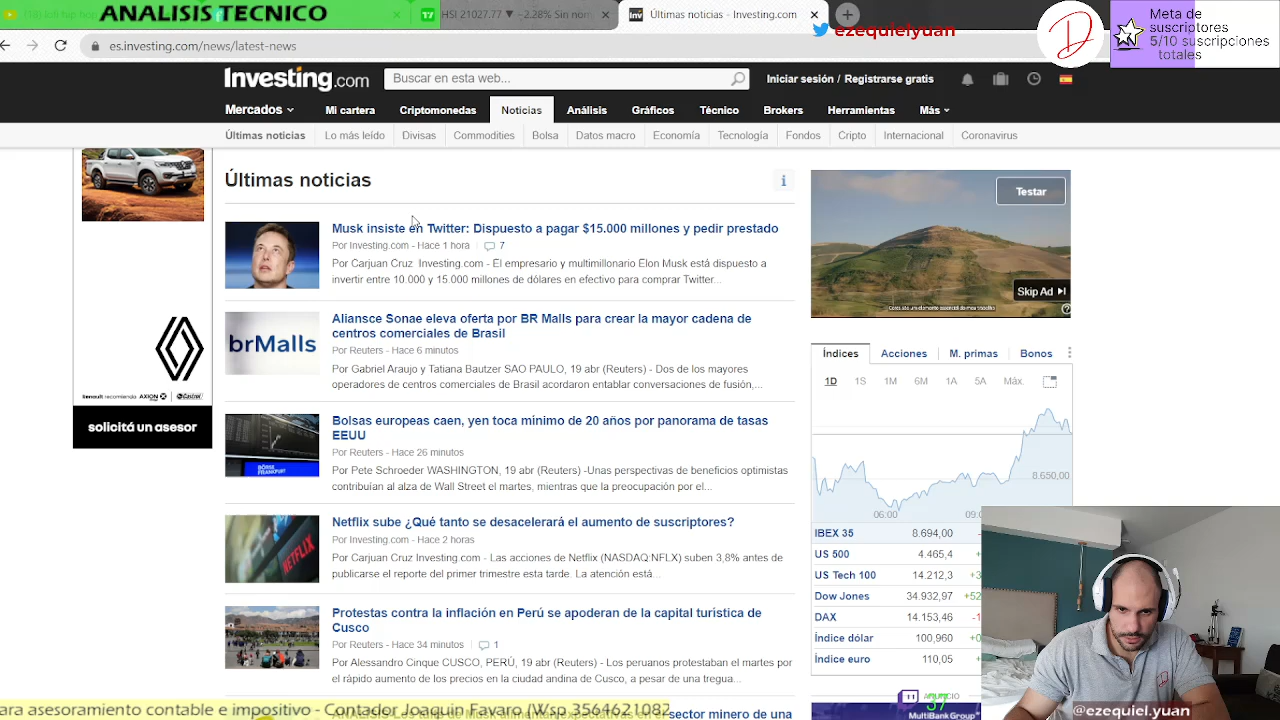 ANALISIS TECNICO
HSI 21027.77 ▼ −2.28% Sin nom
Últimas noticias - Investing.com
ezequielyuan
Meta de
suscriptores
5/10 suscripciones
totales
es.investing.com/news/latest-news
Investing.com
Buscar en esta web...
Iniciar sesión / Registrarse gratis
Mercados
Mi cartera
Criptomonedas
Noticias
Análisis
Gráficos
Técnico
Brokers
Herramientas
Más
Últimas noticias
Lo más leído
Divisas
Commodities
Bolsa
Datos macro
Economía
Tecnología
Fondos
Cripto
Internacional
Coronavirus
Últimas noticias
Musk insiste en Twitter: Dispuesto a pagar $15.000 millones y pedir prestado
Por Investing.com - Hace 1 hora | 7
Por Carjuan Cruz Investing.com - El empresario y multimillonario Elon Musk está dispuesto a
invertir entre 10.000 y 15.000 millones de dólares en efectivo para comprar Twitter...
brMalls
Aliansce Sonae eleva oferta por BR Malls para crear la mayor cadena de
centros comerciales de Brasil
Por Reuters - Hace 6 minutos
Por Gabriel Araujo y Tatiana Bautzer SAO PAULO, 19 abr (Reuters) - Dos de los mayores
operadores de centros comerciales de Brasil acordaron entablar conversaciones de fusión,...
BÖRSE
FRANKFURT
Bolsas europeas caen, yen toca mínimo de 20 años por panorama de tasas
EEUU
Por Reuters - Hace 26 minutos
Por Pete Schroeder WASHINGTON, 19 abr (Reuters) -Unas perspectivas de beneficios optimistas
contribuían al alza de Wall Street el martes, mientras que la preocupación por el...
NETFLIX
Netflix sube ¿Qué tanto se desacelerará el aumento de suscriptores?
Por Investing.com - Hace 2 horas
Por Carjuan Cruz Investing.com - Las acciones de Netflix (NASDAQ:NFLX) suben 3,8% antes de
publicarse el reporte del primer trimestre esta tarde. La atención está...
Protestas contra la inflación en Perú se apoderan de la capital turística de
Cusco
Por Reuters - Hace 34 minutos | 1
Por Alessandro Cinque CUSCO, PERÚ, 19 abr (Reuters) - Los peruanos protestaban el martes por
el rápido aumento de los precios en la ciudad andina de Cusco, a pesar de una tregua...
sector minero de una
renault recomienda AXION Castrol
solicitá un asesor
Testar
Skip Ad
Índices
Acciones
M. primas
Bonos
1D
1S
1M
6M
1A
5A
Máx.
8.650,00
06:00
IBEX 35 8.694,00
US 500 4.465,4
US Tech 100 14.212,3
Dow Jones 34.932,97 +52
DAX 14.153,46
Índice dólar 100,960
Índice euro 110,05
ANUNCIO
37
MultiBank Group
@ezequiel.yuan
ara asesoramiento contable e impositivo - Contador Joaquin Favaro (Wsp 3564621082